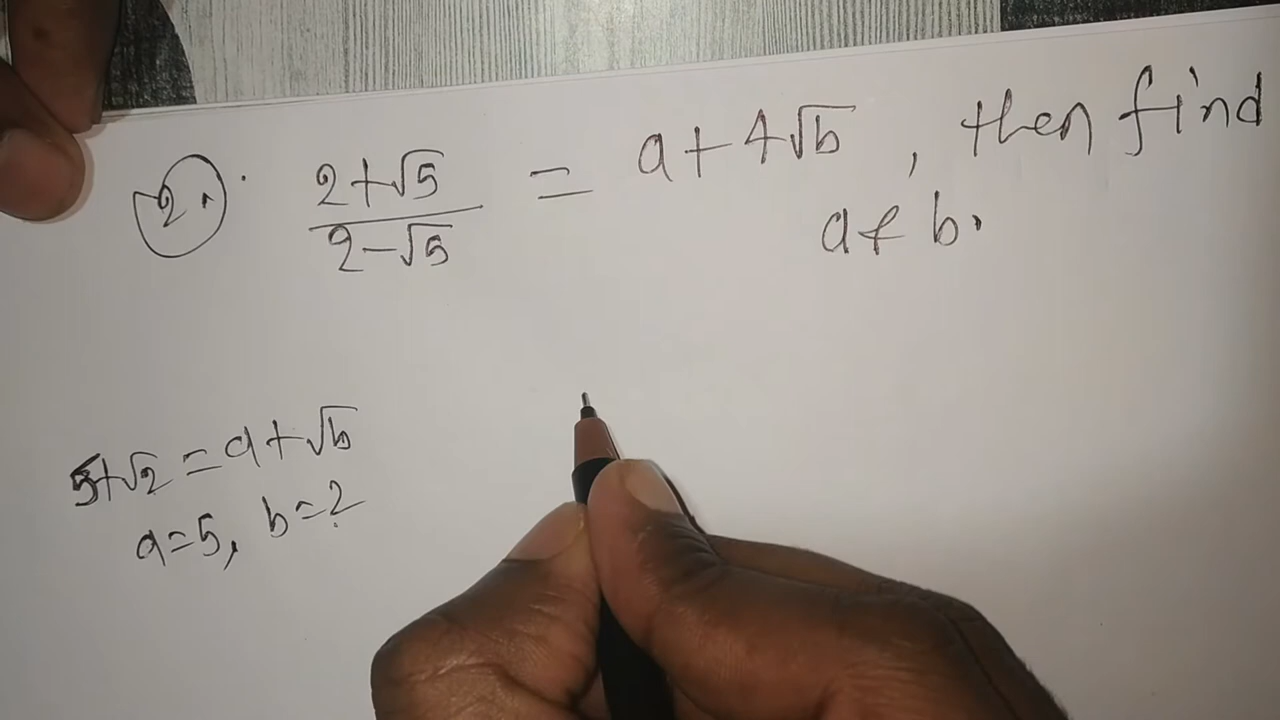 2. 2+√5 / 2-√5 = a+4√b , then find
a & b.
5+√2 = a+√b
a=5, b=2